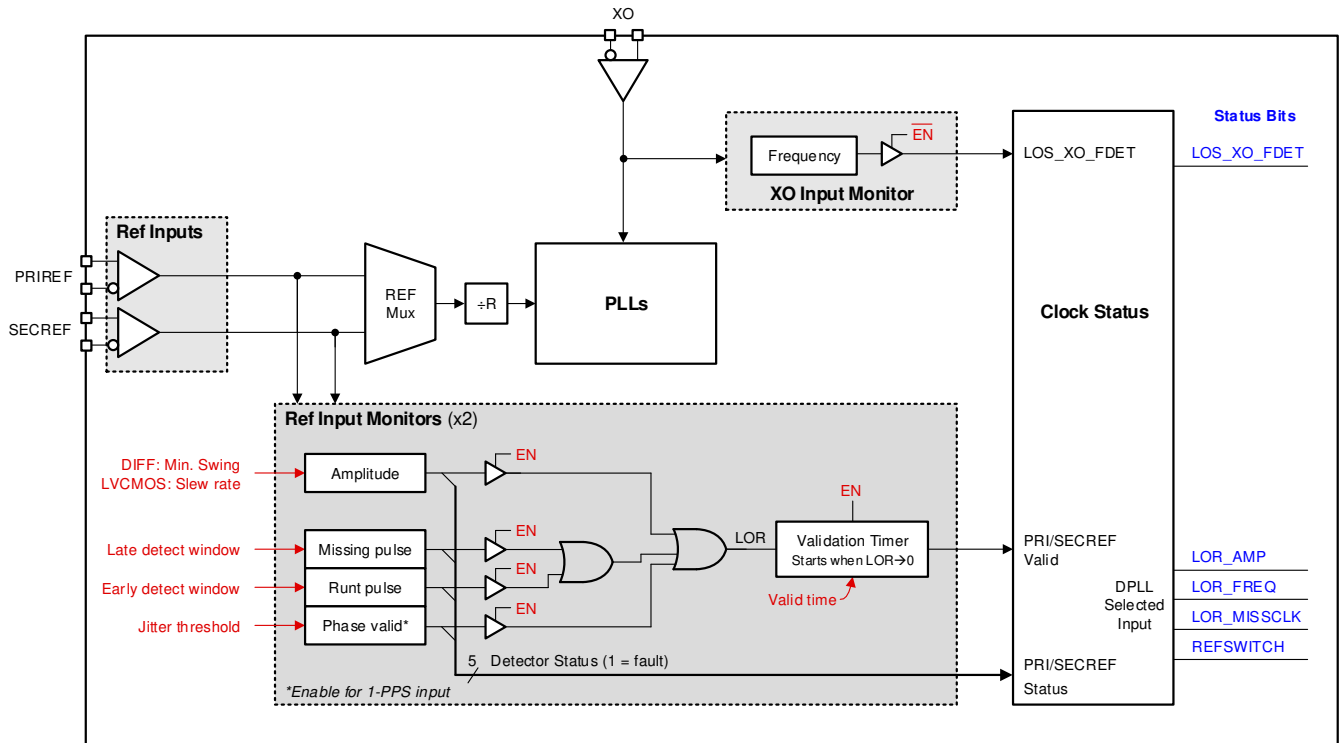 XO
Ref Inputs
PRIREF
SECREF
REF
Mux
÷R
PLLs
Frequency
EN
XO Input Monitor
Clock Status
LOS_XO_FDET
Status Bits
LOS_XO_FDET
Ref Input Monitors (x2)
DIFF: Min. Swing
LVCMOS: Slew rate
Amplitude
EN
Late detect window
Missing pulse
EN
Early detect window
Runt pulse
EN
Jitter threshold
Phase valid*
EN
LOR
EN
Validation Timer
Starts when LOR→0
Valid time
5 Detector Status (1 = fault)
*Enable for 1-PPS input
PRI/SECREF
Valid
DPLL
Selected
Input
PRI/SECREF
Status
LOR_AMP
LOR_FREQ
LOR_MISSCLK
REFSWITCH